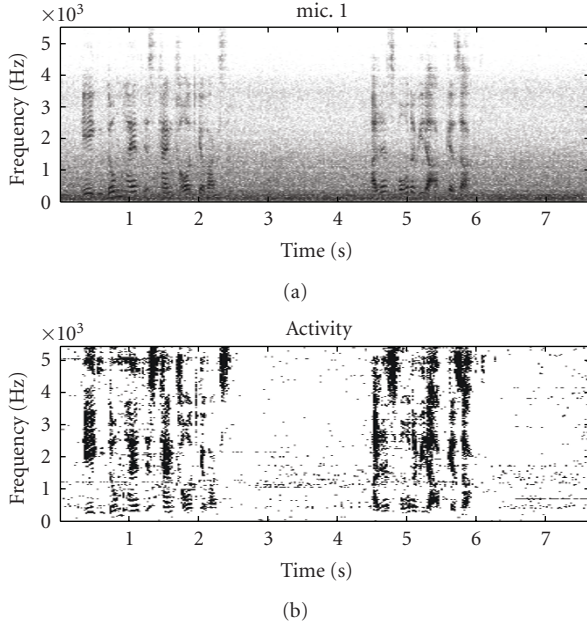 mic. 1
×10³
5
4
3
2
1
0
Frequency (Hz)
1 2 3 4 5 6 7
Time (s)
(a)
Activity
×10³
5
4
3
2
1
0
Frequency (Hz)
1 2 3 4 5 6 7
Time (s)
(b)